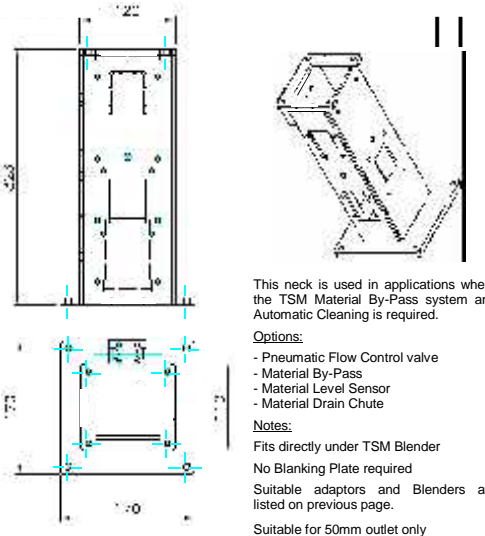 120
This neck is used in applications whe
the TSM Material By-Pass system ar
Automatic Cleaning is required.
Options:
- Pneumatic Flow Control valve
- Material By-Pass
- Material Level Sensor
- Material Drain Chute
Notes:
Fits directly under TSM Blender
No Blanking Plate required
Suitable adaptors and Blenders a
listed on previous page.
Suitable for 50mm outlet only
170